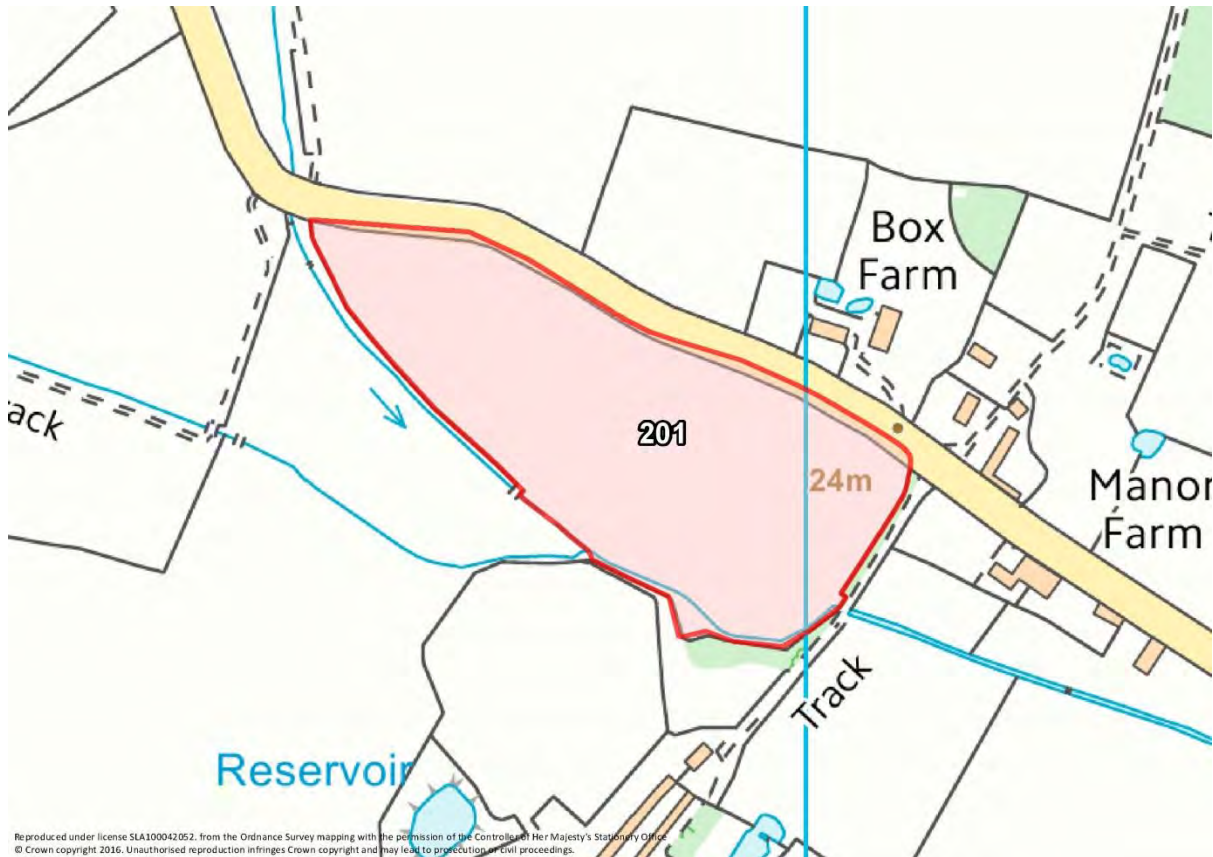 Box
Farm
201
24m
ack
Manor
Farm
Track
Reservoir
Reproduced under license SLA100042052. from the Ordnance Survey mapping with the permission of the Controller of Her Majesty's Stationery Office
© Crown copyright 2016. Unauthorised reproduction infringes Crown copyright and may lead to prosecution or civil proceedings.